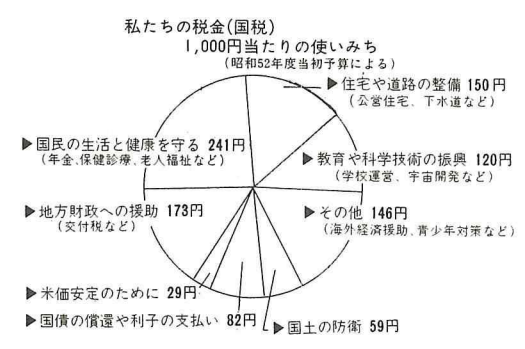 私たちの税金(国税)
1,000円当たりの使いみち
(昭和52年度当初予算による)
▶住宅や道路の整備 150円
(公営住宅、下水道など)
▶国民の生活と健康を守る 241円
(年金、保健診療、老人福祉など)
▶教育や科学技術の振興 120円
(学校運営、宇宙開発など)
▶地方財政への援助 173円
(交付税など)
▶その他 146円
(海外経済援助、青少年対策など)
▶米価安定のために 29円
▶国債の償還や利子の支払い 82円
▶国土の防衛 59円